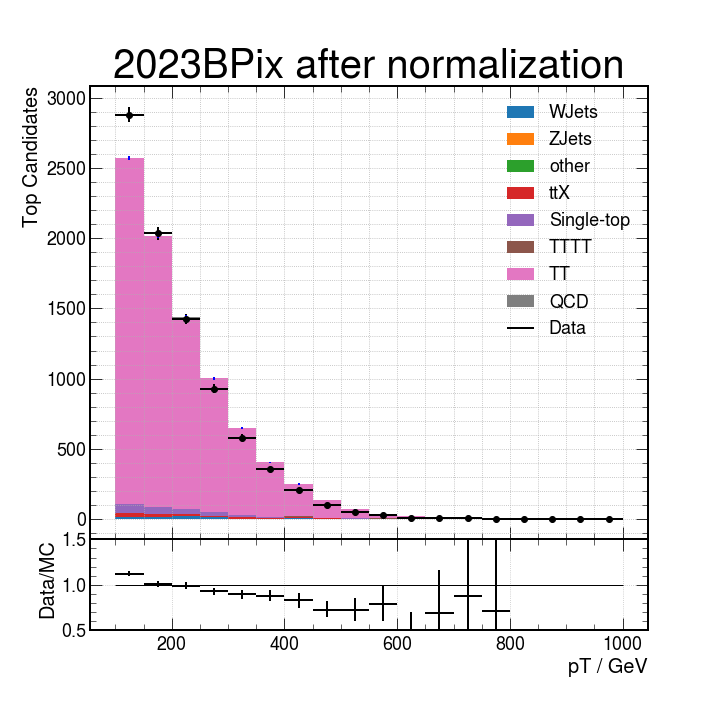 2023BPix after normalization
Top Candidates
3000
2500
2000
1500
1000
500
0
WJets
ZJets
other
ttX
Single-top
TTTT
TT
QCD
Data
Data/MC
1.5
1.0
0.5
200 400 600 800 1000
pT / GeV